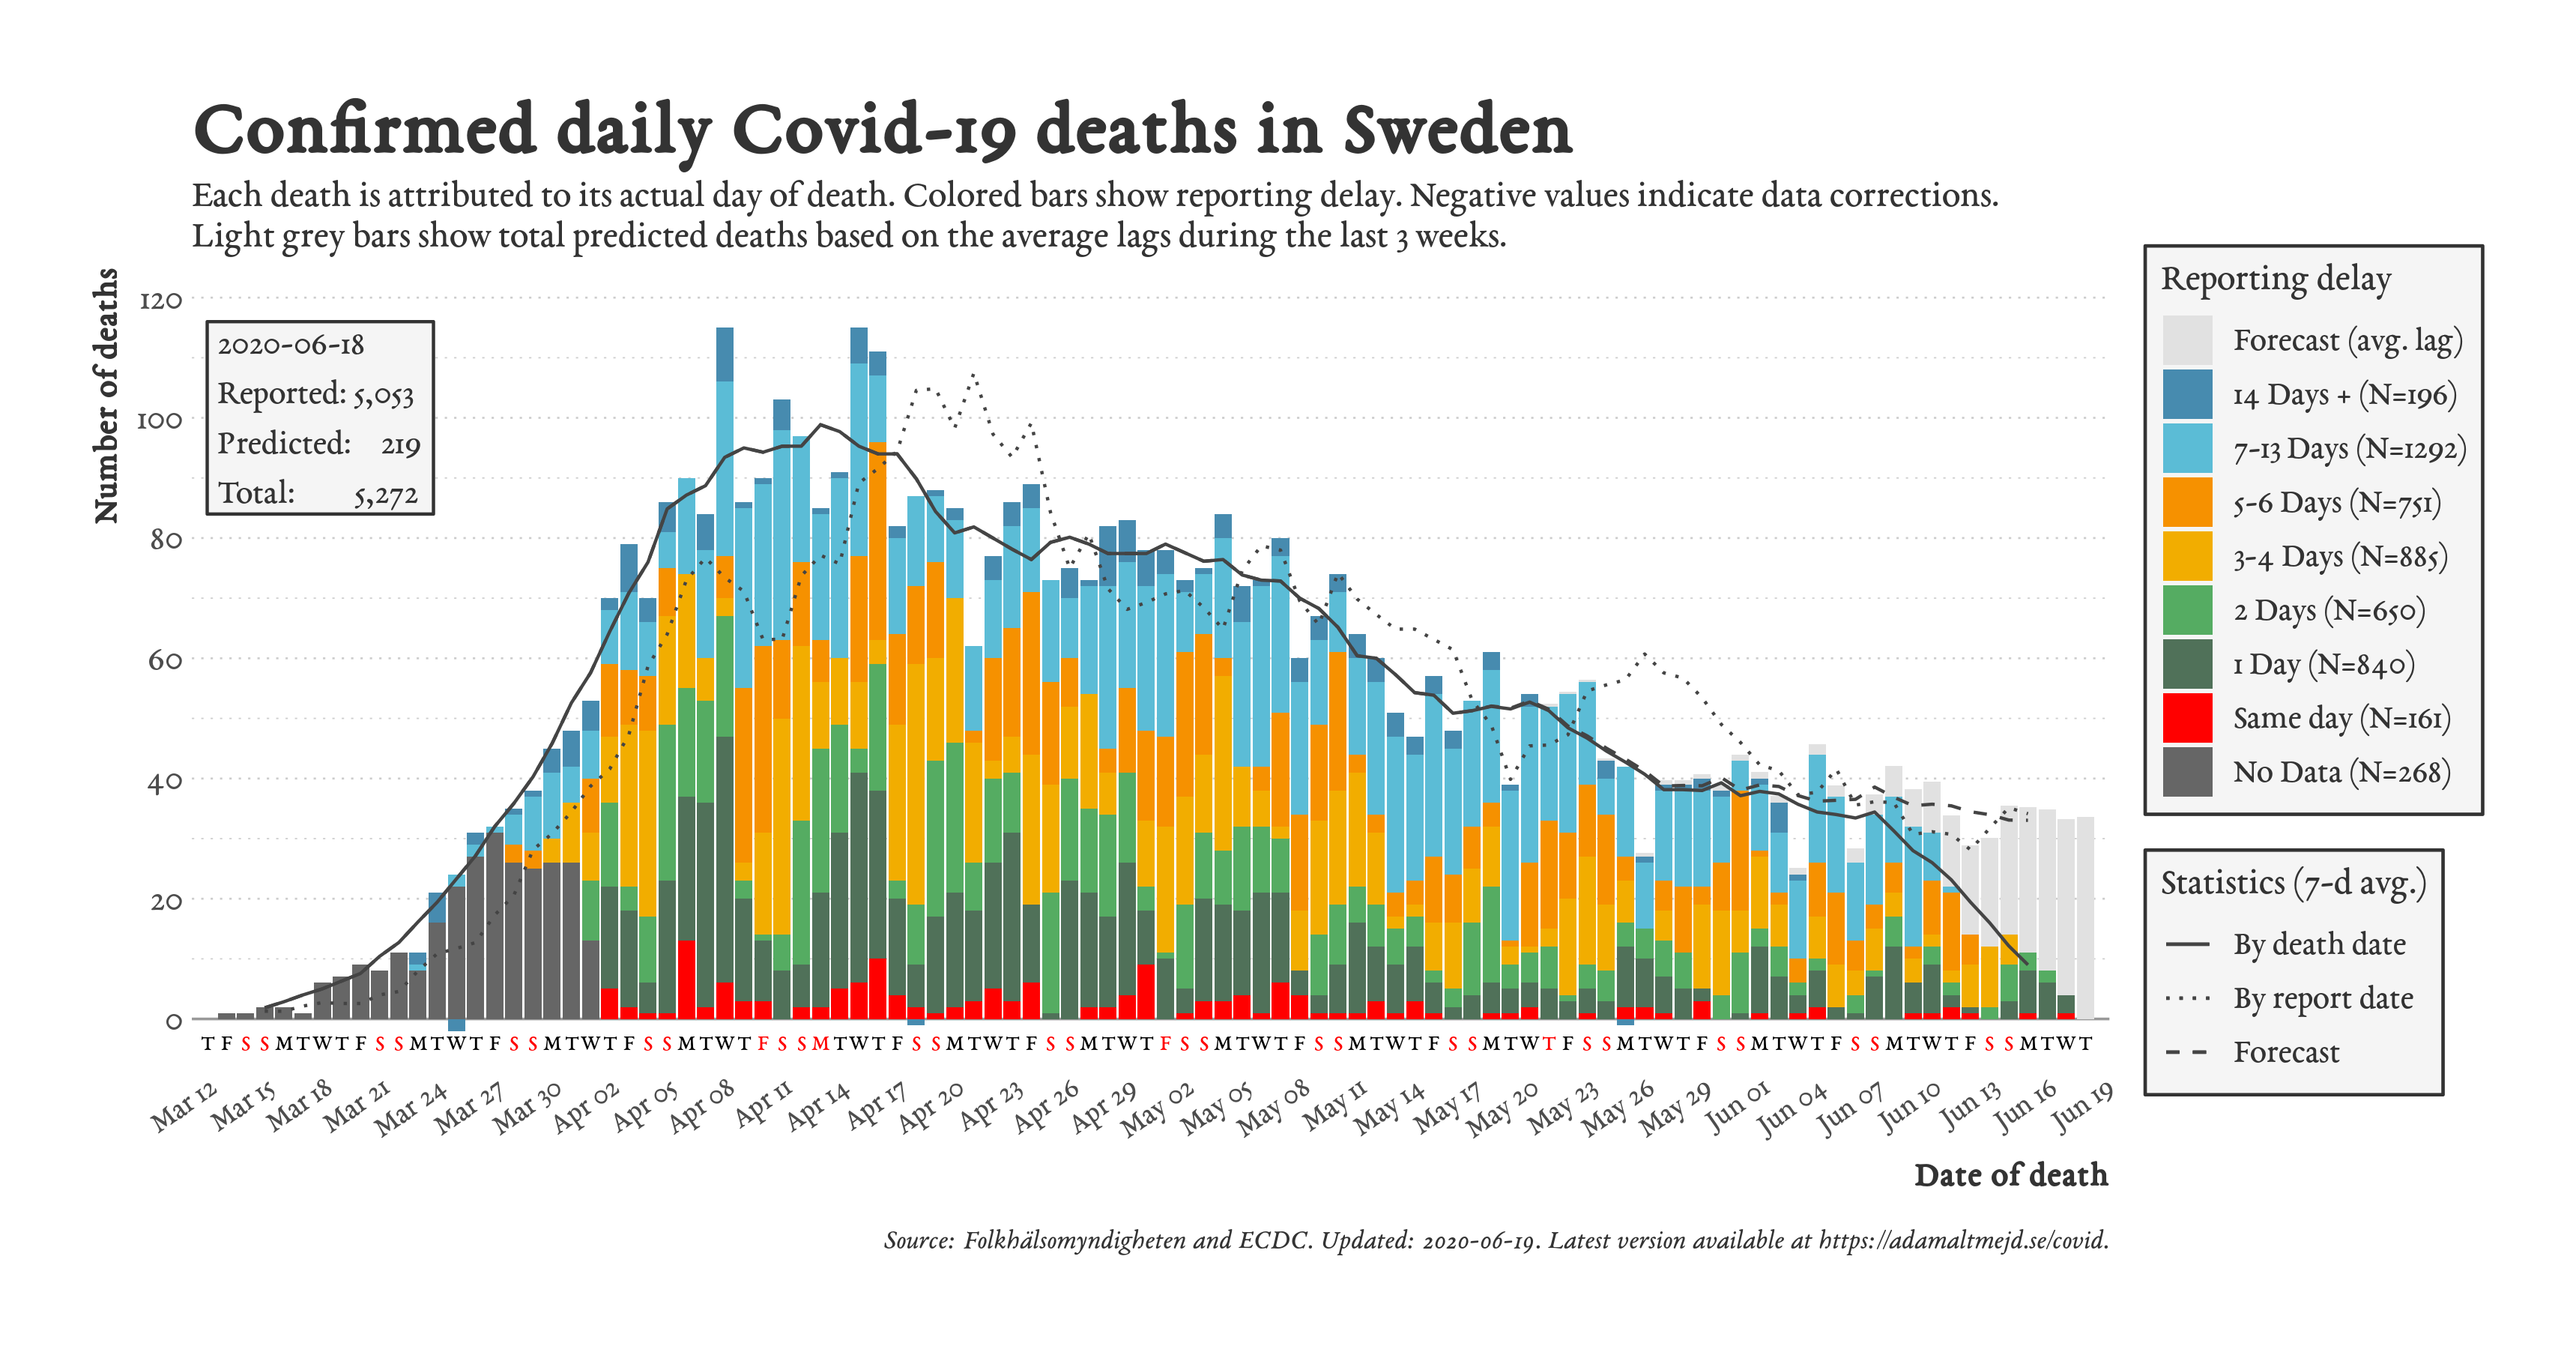 Confirmed daily Covid-19 deaths in Sweden
Each death is attributed to its actual day of death. Colored bars show reporting delay. Negative values indicate data corrections.
Light grey bars show total predicted deaths based on the average lags during the last 3 weeks.
Number of deaths
120
100
80
60
40
20
0
2020-06-18
Reported: 5,053
Predicted: 219
Total: 5,272
T F S S M T W T F S S M T W T F S S M T W T F S S M T W T F S S M T W T F S S M T W T F S S M T W T F S S M T W T F S S M T W T F S S M T W T F S S M T W T F S S M T W T F S S M T W T F S S M T W T
Mar 12 Mar 15 Mar 18 Mar 21 Mar 24 Mar 27 Mar 30 Apr 02 Apr 05 Apr 08 Apr 11 Apr 14 Apr 17 Apr 20 Apr 23 Apr 26 Apr 29 May 02 May 05 May 08 May 11 May 14 May 17 May 20 May 23 May 26 May 29 Jun 01 Jun 04 Jun 07 Jun 10 Jun 13 Jun 16 Jun 19
Date of death
Reporting delay
Forecast (avg. lag)
14 Days + (N=196)
7-13 Days (N=1292)
5-6 Days (N=751)
3-4 Days (N=885)
2 Days (N=650)
1 Day (N=840)
Same day (N=161)
No Data (N=268)
Statistics (7-d avg.)
By death date
By report date
Forecast
Source: Folkhälsomyndigheten and ECDC. Updated: 2020-06-19. Latest version available at https://adamaltmejd.se/covid.